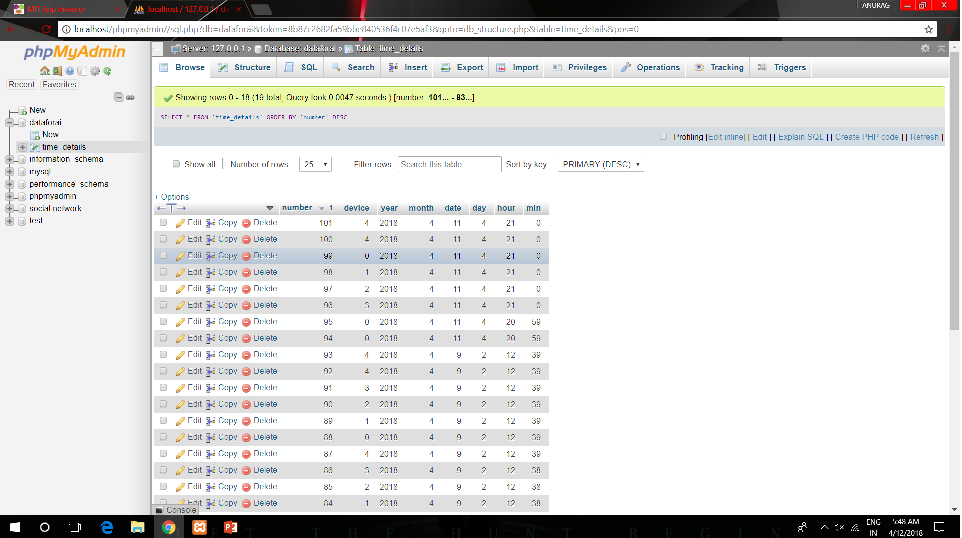 MIT App Inventor
localhost / 127.0.0.1 / da
ANURAG
localhost/phpmyadmin//sql.php?db=dataforai&token=8b87c2682fa59bbe840536f4c07e5af3&goto=db_structure.php&table=time_details&pos=0
phpMyAdmin
Recent Favorites
New
dataforai
New
time_details
information_schema
mysql
performance_schema
phpmyadmin
social network
test
Server: 127.0.0.1 » Database: dataforai » Table: time_details
Browse Structure SQL Search Insert Export Import Privileges Operations Tracking Triggers
Showing rows 0 - 18 (19 total, Query took 0.0047 seconds.) [number: 101... - 83...]
SELECT * FROM `time_details` ORDER BY `number` DESC
Profiling [Edit inline] [ Edit ] [ Explain SQL ] [ Create PHP code ] [ Refresh ]
Show all | Number of rows: 25 Filter rows: Search this table Sort by key: PRIMARY (DESC)
+ Options
←T→ number 1 device year month date day hour min
Edit Copy Delete 101 4 2018 4 11 4 21 0
Edit Copy Delete 100 4 2018 4 11 4 21 0
Edit Copy Delete 99 0 2018 4 11 4 21 0
Edit Copy Delete 98 1 2018 4 11 4 21 0
Edit Copy Delete 97 2 2018 4 11 4 21 0
Edit Copy Delete 96 3 2018 4 11 4 21 0
Edit Copy Delete 95 0 2018 4 11 4 20 59
Edit Copy Delete 94 0 2018 4 11 4 20 59
Edit Copy Delete 93 4 2018 4 9 2 12 39
Edit Copy Delete 92 4 2018 4 9 2 12 39
Edit Copy Delete 91 3 2018 4 9 2 12 39
Edit Copy Delete 90 2 2018 4 9 2 12 39
Edit Copy Delete 89 1 2018 4 9 2 12 39
Edit Copy Delete 88 0 2018 4 9 2 12 39
Edit Copy Delete 87 4 2018 4 9 2 12 39
Edit Copy Delete 86 3 2018 4 9 2 12 38
Edit Copy Delete 85 2 2018 4 9 2 12 38
Edit Copy Delete 84 1 2018 4 9 2 12 38
Console
ENG
IN
5:48 AM
4/12/2018